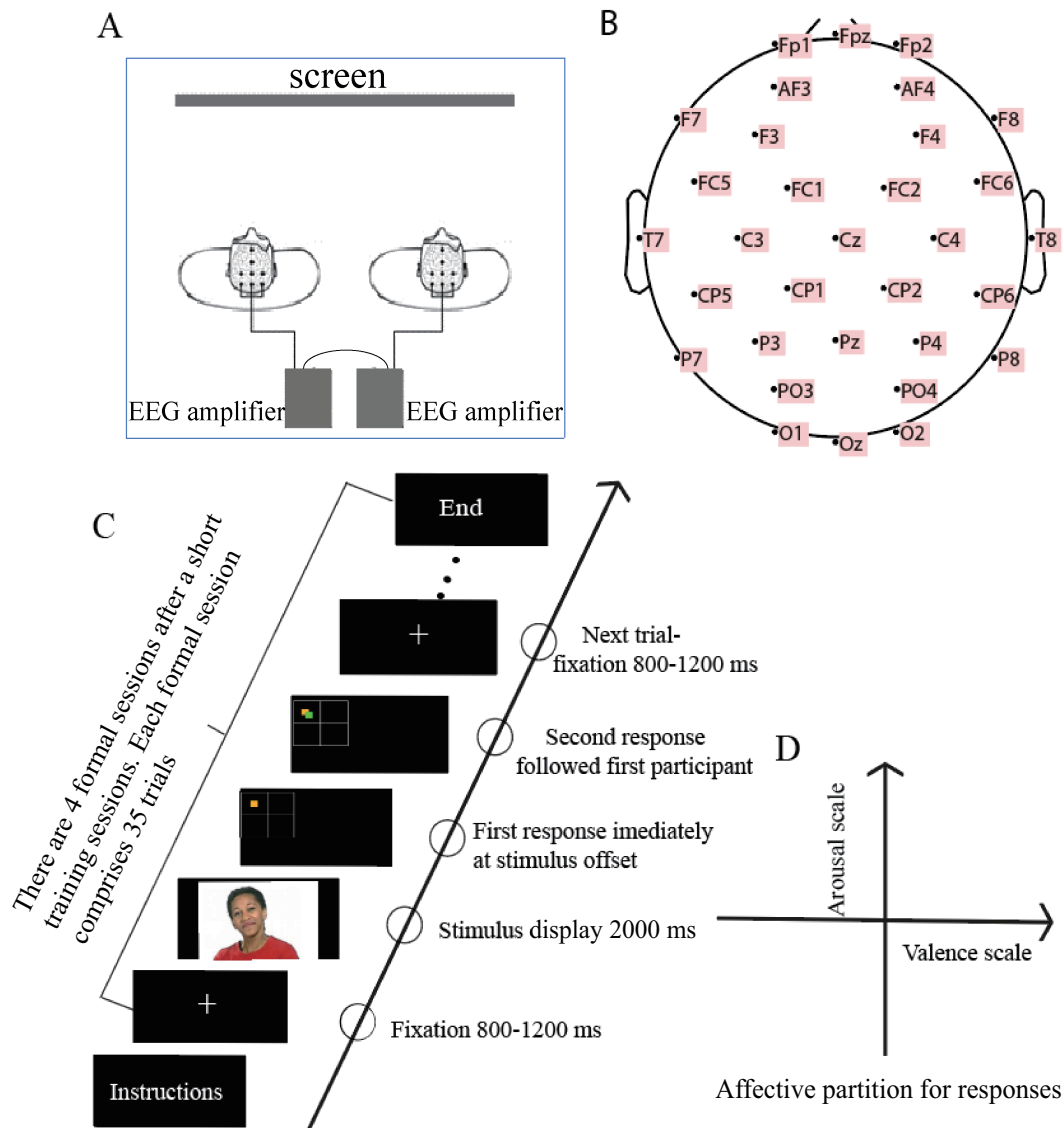 A
screen
EEG amplifier
EEG amplifier
B
Fp1
Fpz
Fp2
AF3
AF4
F7
F3
F4
F8
FC5
FC1
FC2
FC6
T7
C3
Cz
C4
T8
CP5
CP1
CP2
CP6
P7
P3
Pz
P4
P8
PO3
PO4
O1
Oz
O2
C
There are 4 formal sessions after a short
training sessions. Each formal session
comprises 35 trials
End
Next trial-
fixation 800-1200 ms
Second response
followed first participant
First response imediately
at stimulus offset
Stimulus display 2000 ms
Fixation 800-1200 ms
Instructions
D
Arousal scale
Valence scale
Affective partition for responses